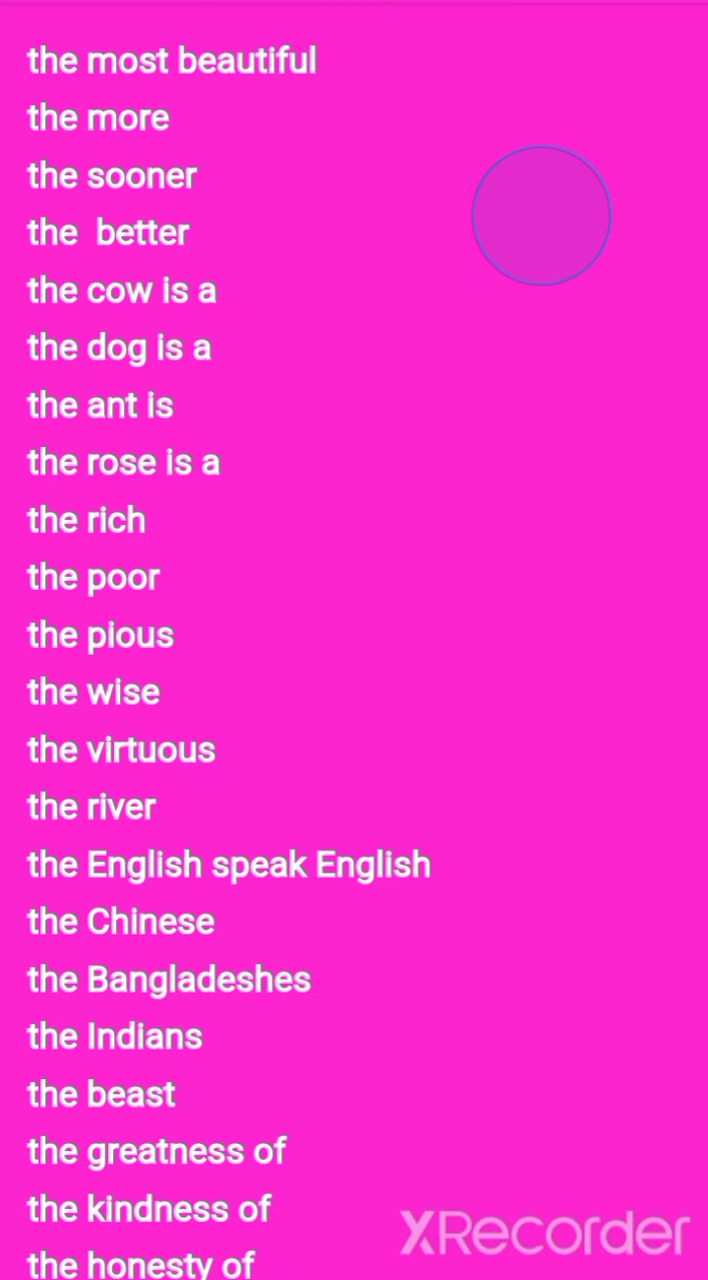 the most beautiful
the more
the sooner
the  better
the cow is a
the dog is a
the ant is
the rose is a
the rich
the poor
the pious
the wise
the virtuous
the river
the English speak English
the Chinese
the Bangladeshes
the Indians
the beast
the greatness of
the kindness of
the honesty of
XRecorder